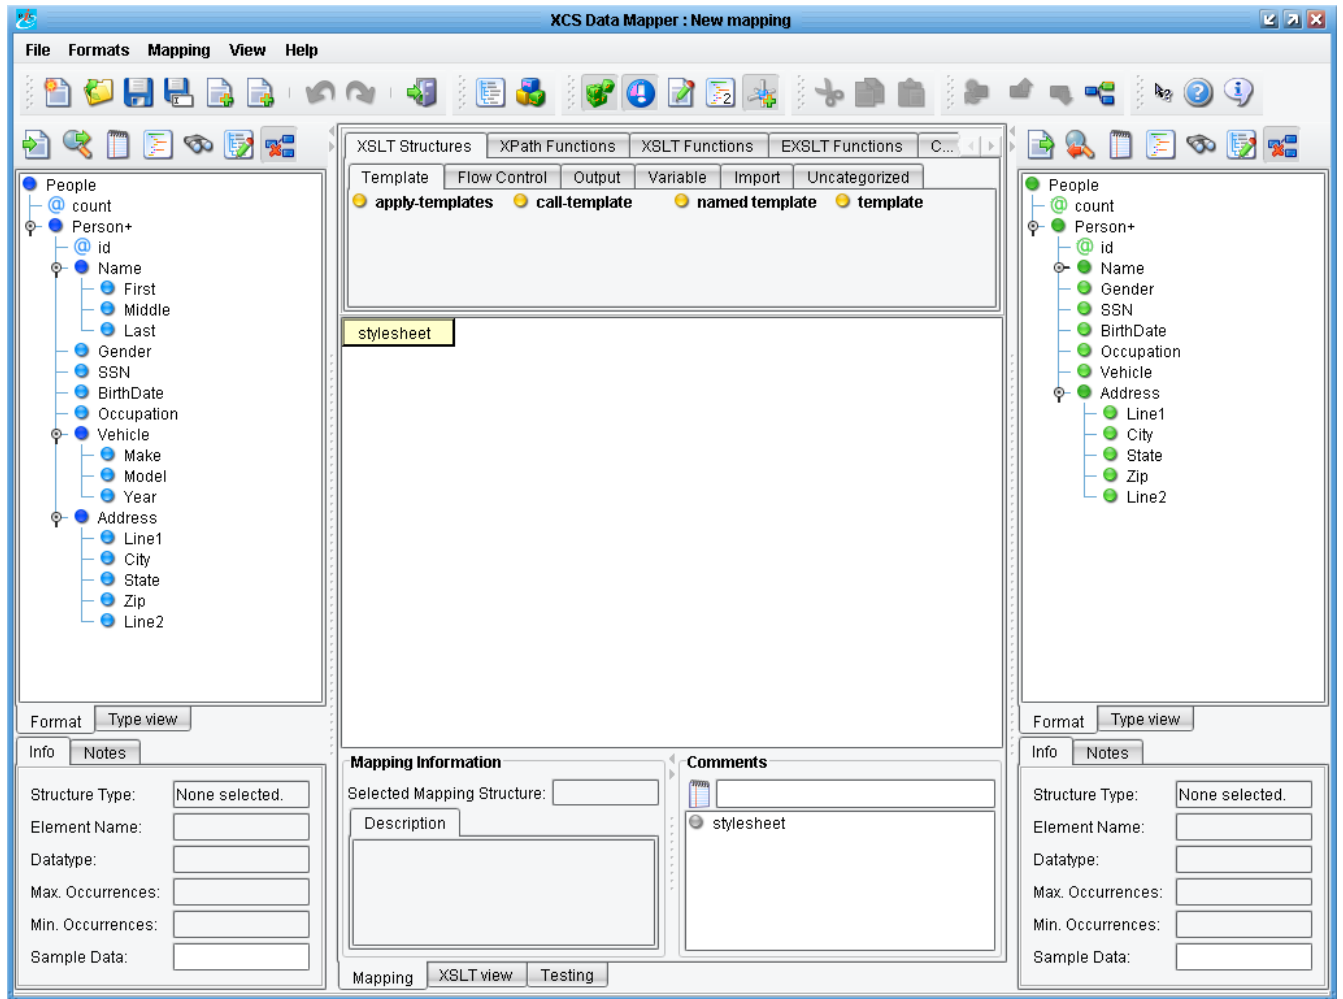 XCS Data Mapper : New mapping
File Formats Mapping View Help
People
@ count
Person+
@ id
Name
First
Middle
Last
Gender
SSN
BirthDate
Occupation
Vehicle
Make
Model
Year
Address
Line1
City
State
Zip
Line2
Format Type view
Info Notes
Structure Type: None selected.
Element Name:
Datatype:
Max. Occurrences:
Min. Occurrences:
Sample Data:
XSLT Structures XPath Functions XSLT Functions EXSLT Functions C...
Template Flow Control Output Variable Import Uncategorized
apply-templates call-template named template template
stylesheet
Mapping Information
Selected Mapping Structure:
Description
Comments
stylesheet
Mapping XSLT view Testing
People
@ count
Person+
@ id
Name
Gender
SSN
BirthDate
Occupation
Vehicle
Address
Line1
City
State
Zip
Line2
Format Type view
Info Notes
Structure Type: None selected.
Element Name:
Datatype:
Max. Occurrences:
Min. Occurrences:
Sample Data: